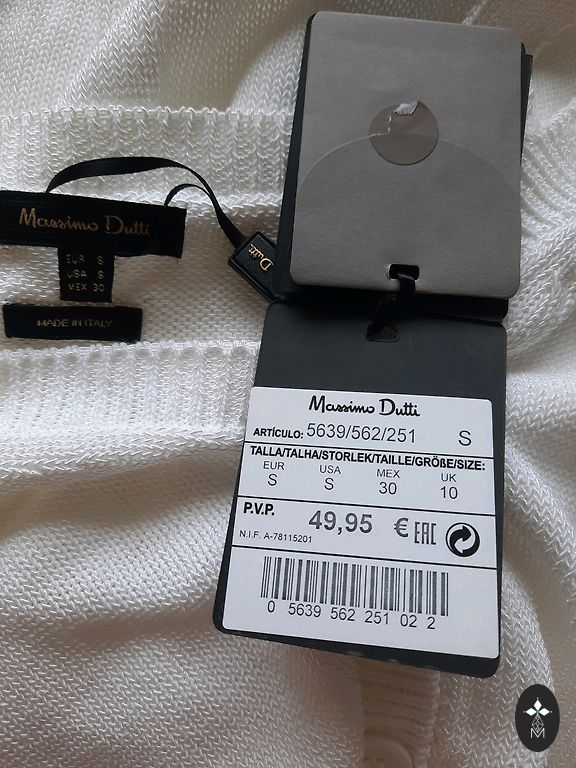 Massimo Dutti
EUR S
USA S
MEX 30
MADE IN ITALY
Dutti
Massimo Dutti
ARTÍCULO: 5639/562/251 S
TALLA/TALHA/STORLEK/TAILLE/GRÖßE/SIZE:
EUR USA MEX UK
S S 30 10
P.V.P. 49,95 € EAC
N.I.F. A-78115201
0 5639 562 251 02 2
M